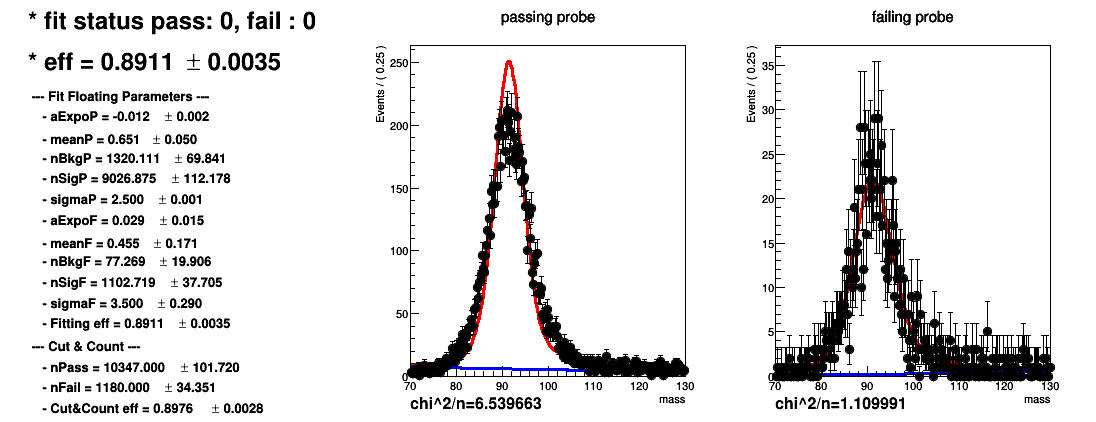 * fit status pass: 0, fail : 0
* eff = 0.8911 ± 0.0035
--- Fit Floating Parameters ---
- aExpoP = -0.012 ± 0.002
- meanP = 0.651 ± 0.050
- nBkgP = 1320.111 ± 69.841
- nSigP = 9026.875 ± 112.178
- sigmaP = 2.500 ± 0.001
- aExpoF = 0.029 ± 0.015
- meanF = 0.455 ± 0.171
- nBkgF = 77.269 ± 19.906
- nSigF = 1102.719 ± 37.705
- sigmaF = 3.500 ± 0.290
- Fitting eff = 0.8911 ± 0.0035
--- Cut & Count ---
- nPass = 10347.000 ± 101.720
- nFail = 1180.000 ± 34.351
- Cut&Count eff = 0.8976 ± 0.0028
passing probe
Events / ( 0.25 )
250
200
150
100
50
0
70 80 90 100 110 120 130
mass
chi^2/n=6.539663
failing probe
Events / ( 0.25 )
35
30
25
20
15
10
5
0
70 80 90 100 110 120 130
mass
chi^2/n=1.109991